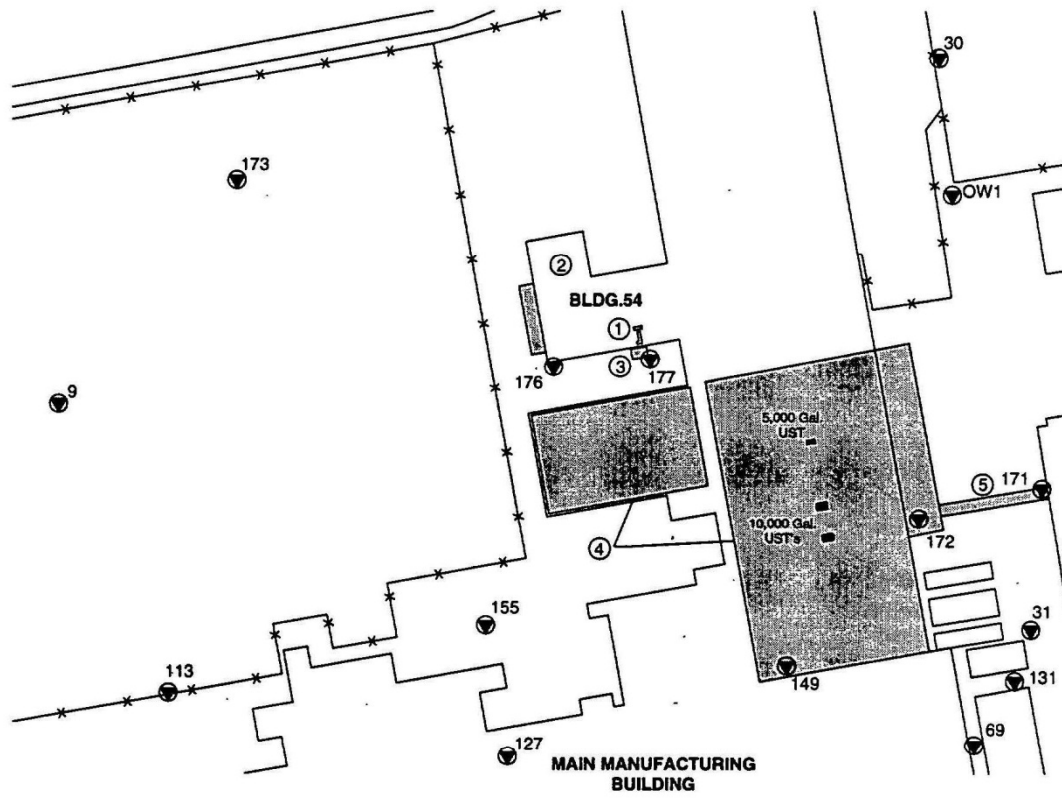 30
173
OW1
②
BLDG.54
①
③
176
177
9
5,000 Gal.
UST
171
⑤
10,000 Gal.
UST's
172
④
155
31
113
149
131
127
69
MAIN MANUFACTURING
BUILDING